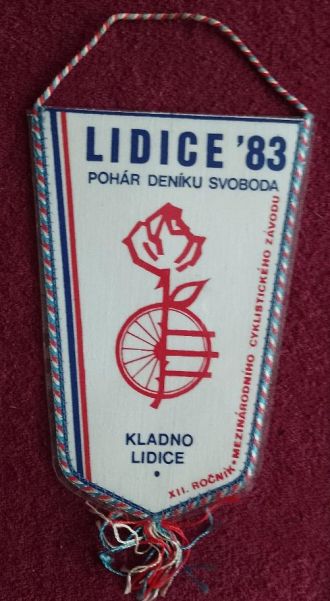 LIDICE '83
POHÁR DENÍKU SVOBODA
KLADNO
LIDICE
XII. ROČNÍK • MEZINÁRODNÍHO CYKLISTICKÉHO ZÁVODU